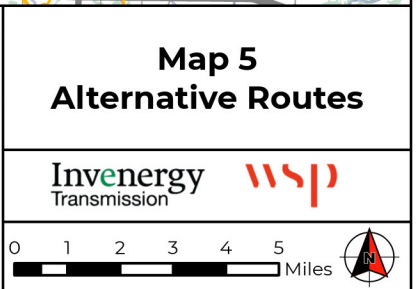 Map 5
Alternative Routes
Invenergy
Transmission
wsp
0 1 2 3 4 5
Miles
N